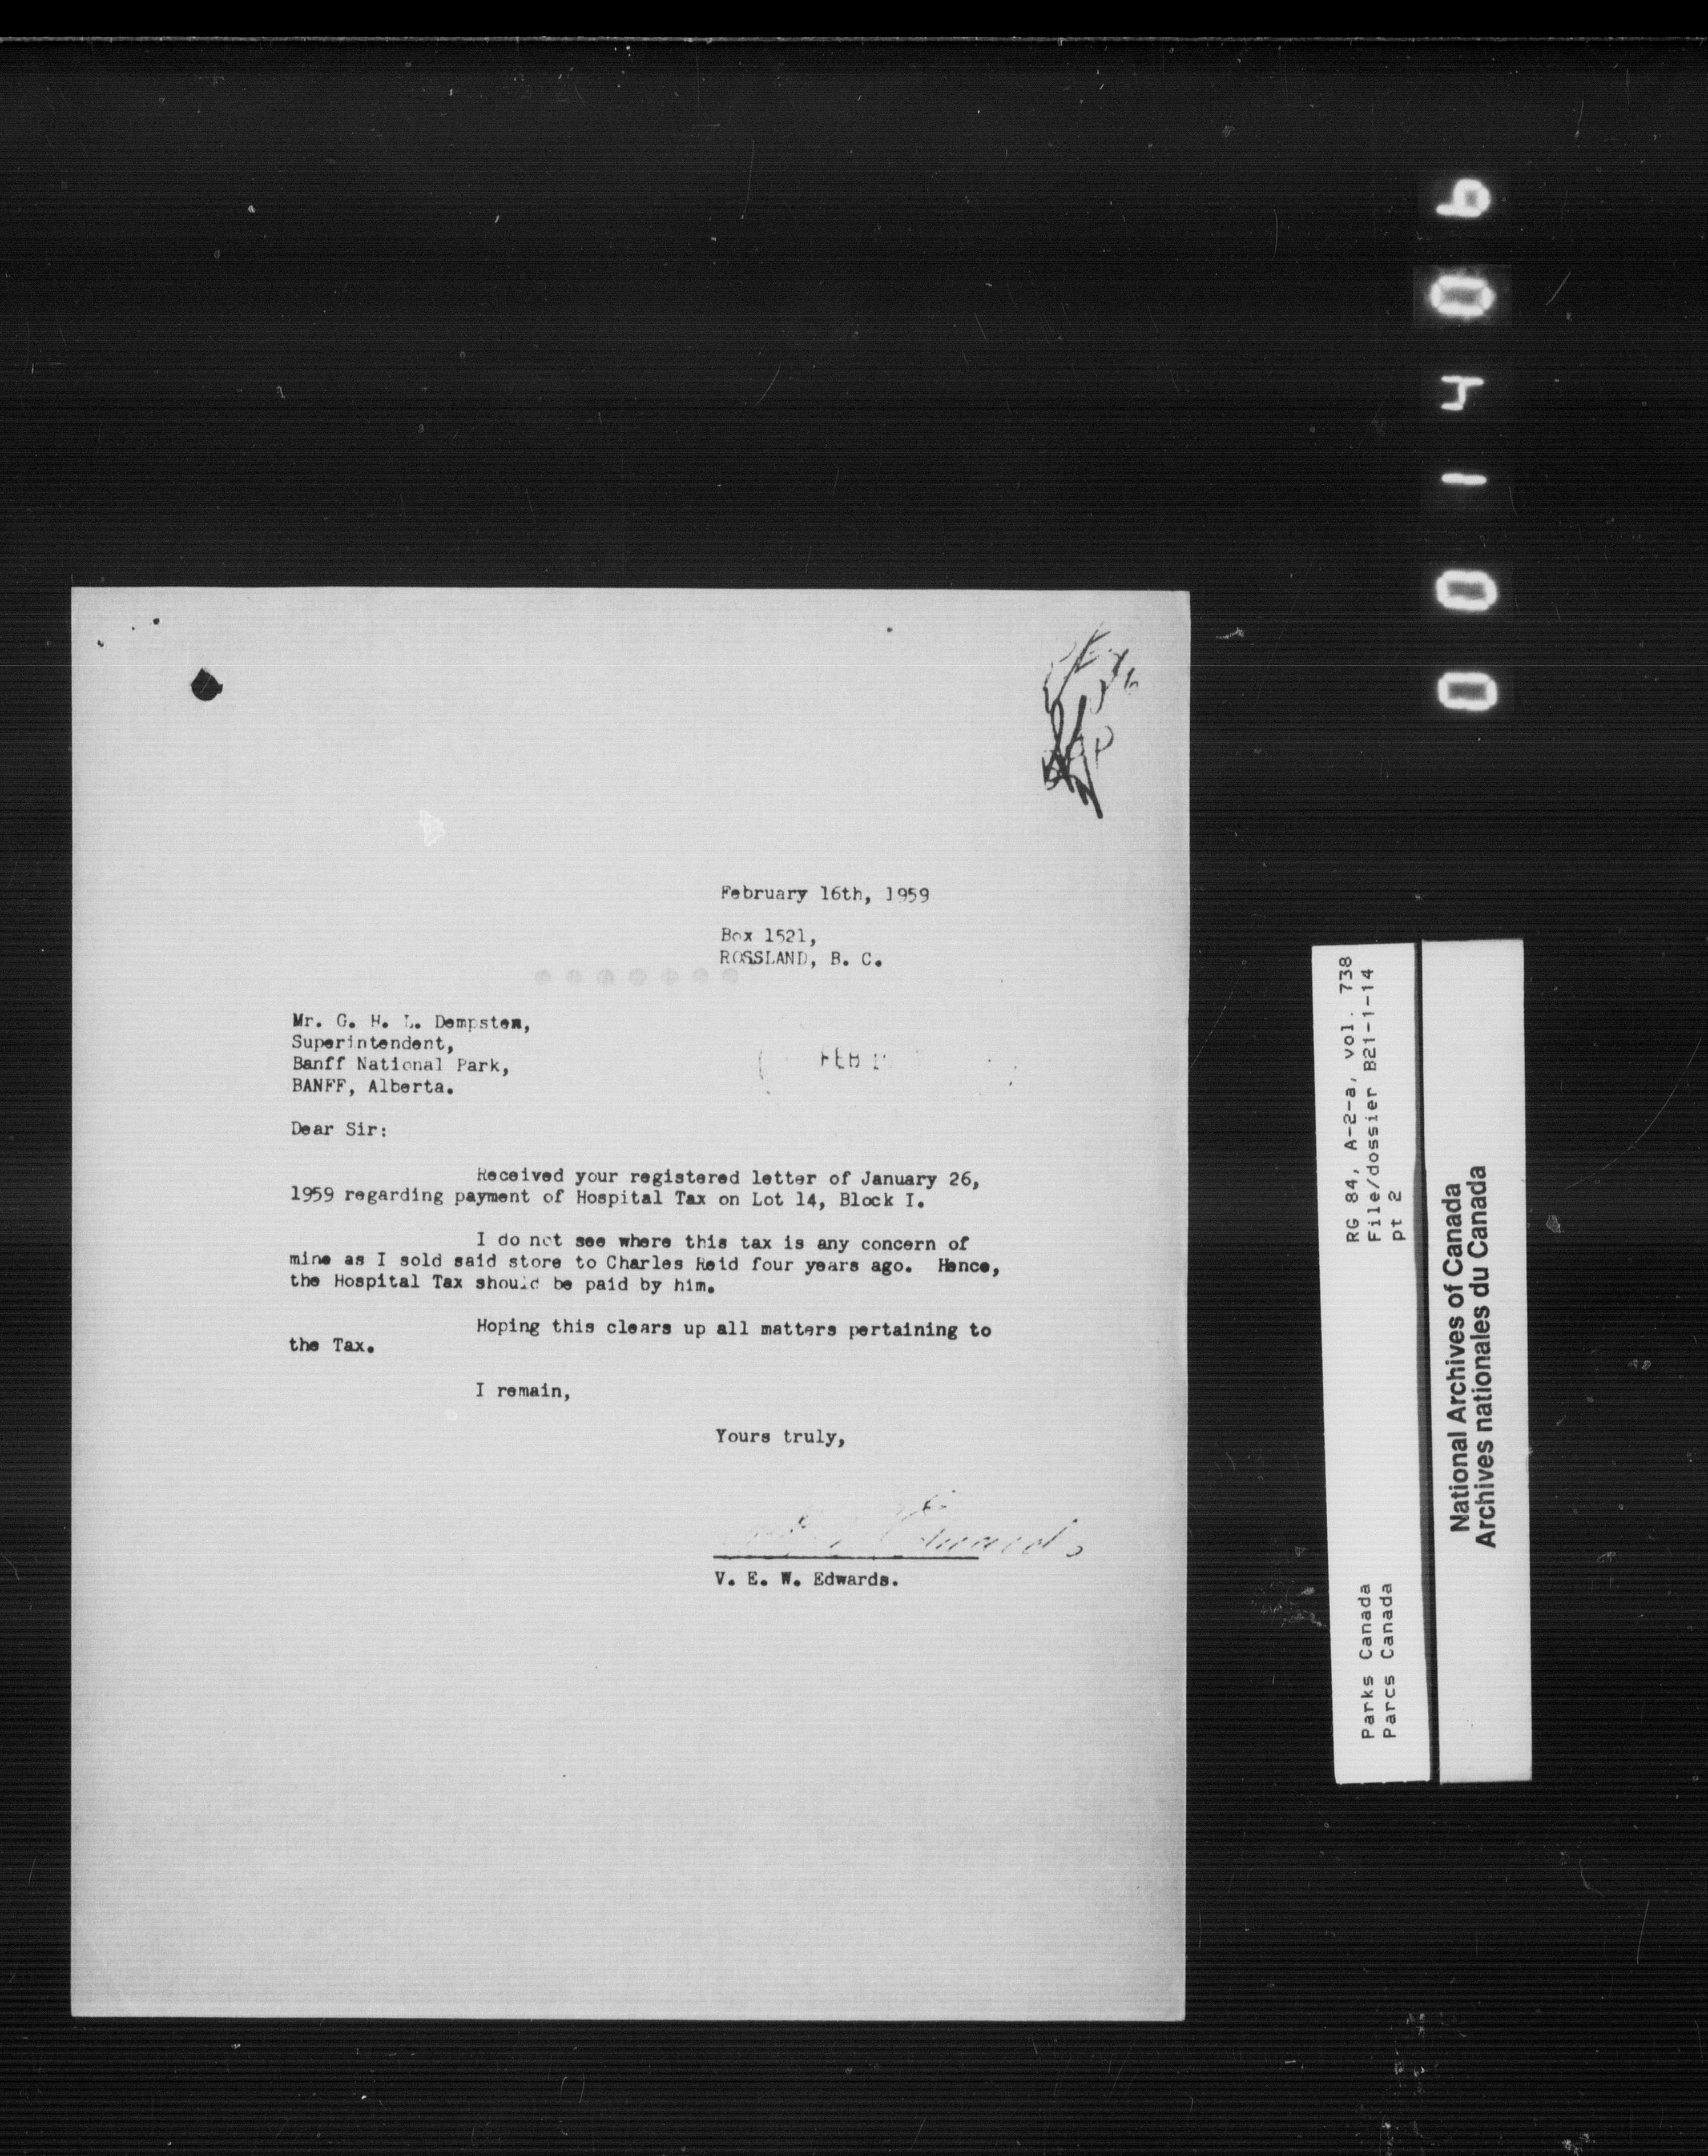 February 16th, 1959
Box 1521,
ROSSLAND, B. C.
Mr. G. H. L. Dempster,
Superintendent,
Banff National Park,
BANFF, Alberta.
FEB
Dear Sir:
Received your registered letter of January 26,
1959 regarding payment of Hospital Tax on Lot 14, Block I.
I do not see where this tax is any concern of
mine as I sold said store to Charles Reid four years ago. Hence,
the Hospital Tax should be paid by him.
Hoping this clears up all matters pertaining to
the Tax.
I remain,
Yours truly,
Edwards
V. E. W. Edwards.
RG 84, A-2-a, vol. 738
File/dossier B21-1-14
pt 2
Parks Canada
Parcs Canada
National Archives of Canada
Archives nationales du Canada